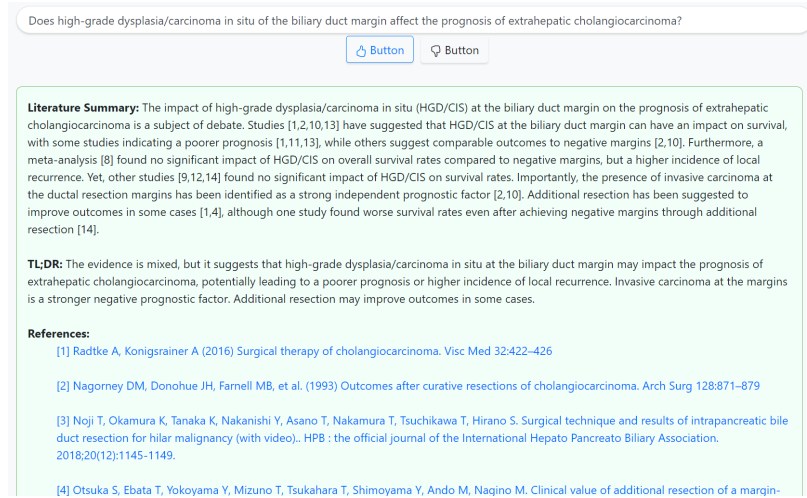 Does high-grade dysplasia/carcinoma in situ of the biliary duct margin affect the prognosis of extrahepatic cholangiocarcinoma?
Button Button
Literature Summary: The impact of high-grade dysplasia/carcinoma in situ (HGD/CIS) at the biliary duct margin on the prognosis of extrahepatic
cholangiocarcinoma is a subject of debate. Studies [1,2,10,13] have suggested that HGD/CIS at the biliary duct margin can have an impact on survival,
with some studies indicating a poorer prognosis [1,11,13], while others suggest comparable outcomes to negative margins [2,10]. Furthermore, a
meta-analysis [8] found no significant impact of HGD/CIS on overall survival rates compared to negative margins, but a higher incidence of local
recurrence. Yet, other studies [9,12,14] found no significant impact of HGD/CIS on survival rates. Importantly, the presence of invasive carcinoma at
the ductal resection margins has been identified as a strong independent prognostic factor [2,10]. Additional resection has been suggested to
improve outcomes in some cases [1,4], although one study found worse survival rates even after achieving negative margins through additional
resection [14].
TL;DR: The evidence is mixed, but it suggests that high-grade dysplasia/carcinoma in situ at the biliary duct margin may impact the prognosis of
extrahepatic cholangiocarcinoma, potentially leading to a poorer prognosis or higher incidence of local recurrence. Invasive carcinoma at the margins
is a stronger negative prognostic factor. Additional resection may improve outcomes in some cases.
References:
[1] Radtke A, Konigsrainer A (2016) Surgical therapy of cholangiocarcinoma. Visc Med 32:422–426
[2] Nagorney DM, Donohue JH, Farnell MB, et al. (1993) Outcomes after curative resections of cholangiocarcinoma. Arch Surg 128:871–879
[3] Noji T, Okamura K, Tanaka K, Nakanishi Y, Asano T, Nakamura T, Tsuchikawa T, Hirano S. Surgical technique and results of intrapancreatic bile
duct resection for hilar malignancy (with video).. HPB : the official journal of the International Hepato Pancreato Biliary Association.
2018;20(12):1145-1149.
[4] Otsuka S, Ebata T, Yokoyama Y, Mizuno T, Tsukahara T, Shimoyama Y, Ando M, Nagino M. Clinical value of additional resection of a margin-